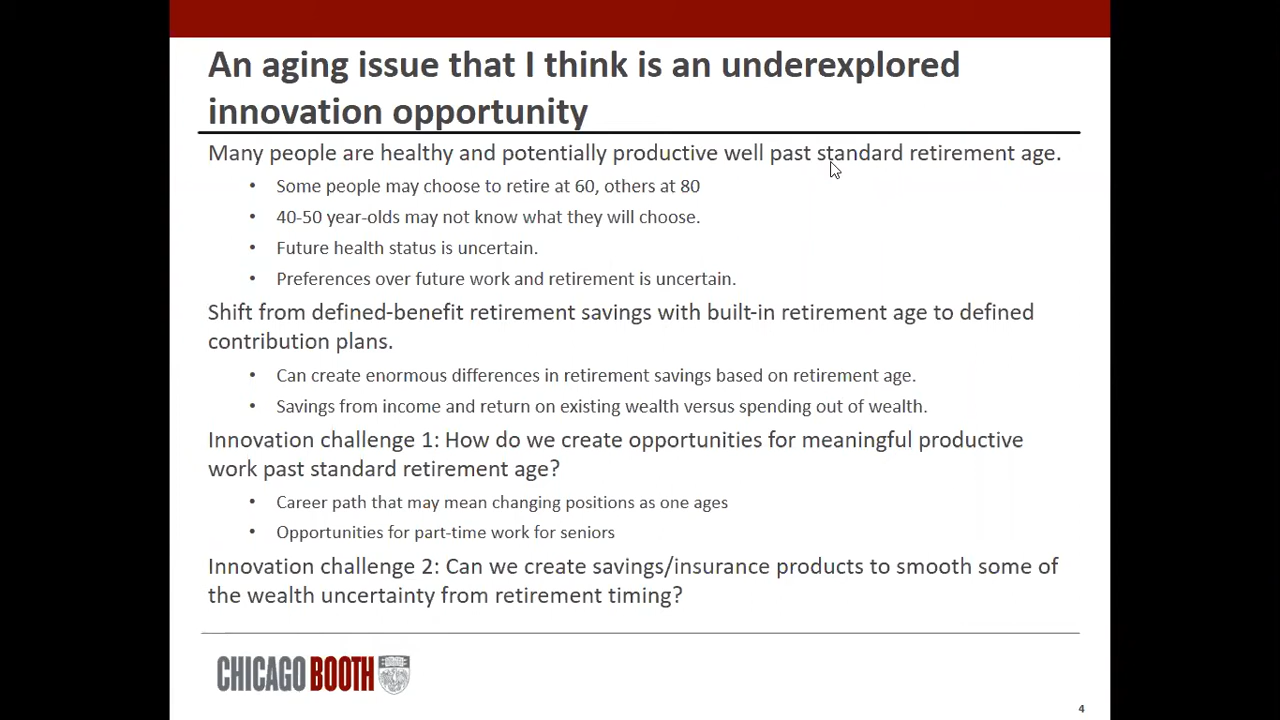 An aging issue that I think is an underexplored
innovation opportunity
Many people are healthy and potentially productive well past standard retirement age.
• Some people may choose to retire at 60, others at 80
• 40-50 year-olds may not know what they will choose.
• Future health status is uncertain.
• Preferences over future work and retirement is uncertain.
Shift from defined-benefit retirement savings with built-in retirement age to defined
contribution plans.
• Can create enormous differences in retirement savings based on retirement age.
• Savings from income and return on existing wealth versus spending out of wealth.
Innovation challenge 1: How do we create opportunities for meaningful productive
work past standard retirement age?
• Career path that may mean changing positions as one ages
• Opportunities for part-time work for seniors
Innovation challenge 2: Can we create savings/insurance products to smooth some of
the wealth uncertainty from retirement timing?
CHICAGO BOOTH
4